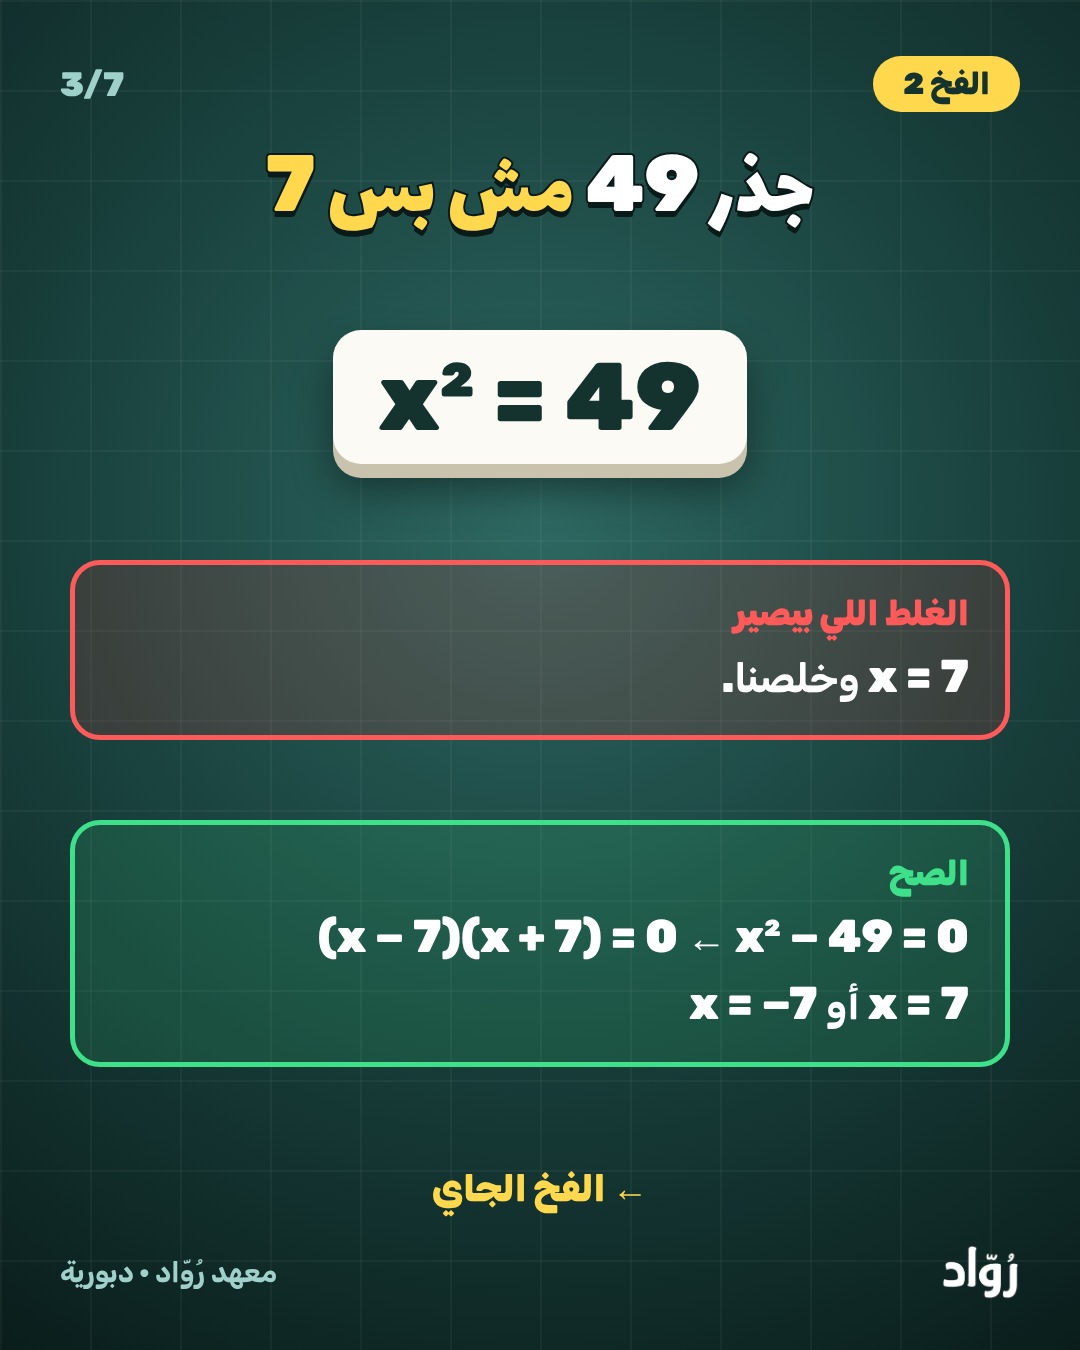 الفخ 2
3/7
جذر 49 مش بس 7
x² = 49
الغلط اللي بيصير
x = 7 وخلصنا.
الصح
x² − 49 = 0 ← (x − 7)(x + 7) = 0
x = 7 أو x = −7
← الفخ الجاي
رُوّاد
معهد رُوّاد • دبورية